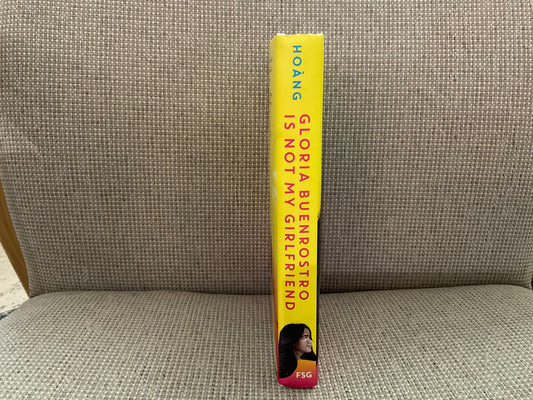 HOÀNG
GLORIA BUENROSTRO
IS NOT MY GIRLFRIEND
FSG